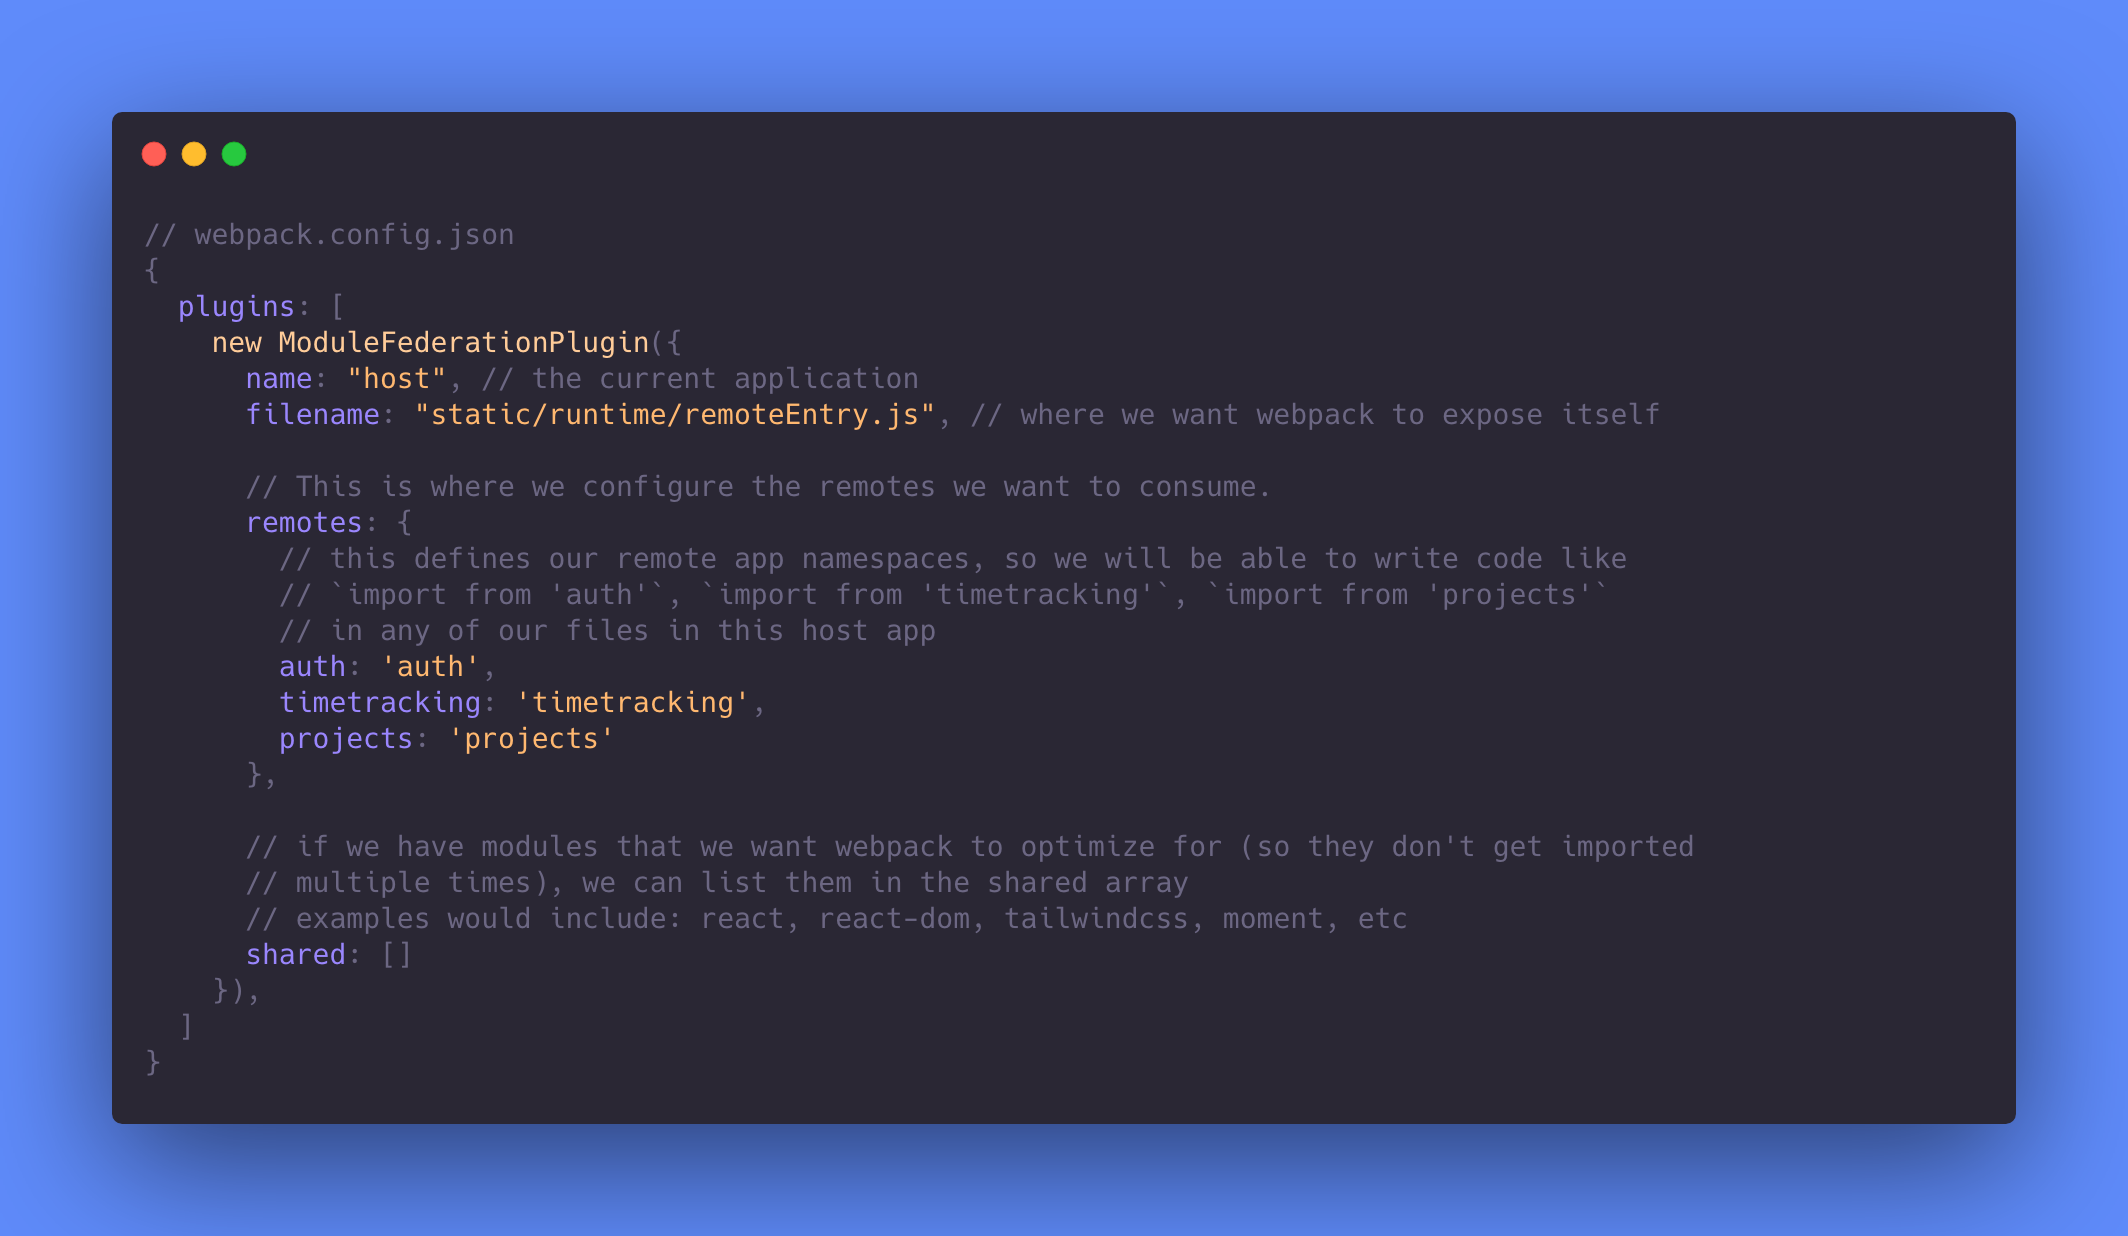 // webpack.config.json
{
  plugins: [
    new ModuleFederationPlugin({
      name: "host", // the current application
      filename: "static/runtime/remoteEntry.js", // where we want webpack to expose itself

      // This is where we configure the remotes we want to consume.
      remotes: {
        // this defines our remote app namespaces, so we will be able to write code like
        // `import from 'auth'`, `import from 'timetracking'`, `import from 'projects'`
        // in any of our files in this host app
        auth: 'auth',
        timetracking: 'timetracking',
        projects: 'projects'
      },

      // if we have modules that we want webpack to optimize for (so they don't get imported
      // multiple times), we can list them in the shared array
      // examples would include: react, react-dom, tailwindcss, moment, etc
      shared: []
    }),
  ]
}